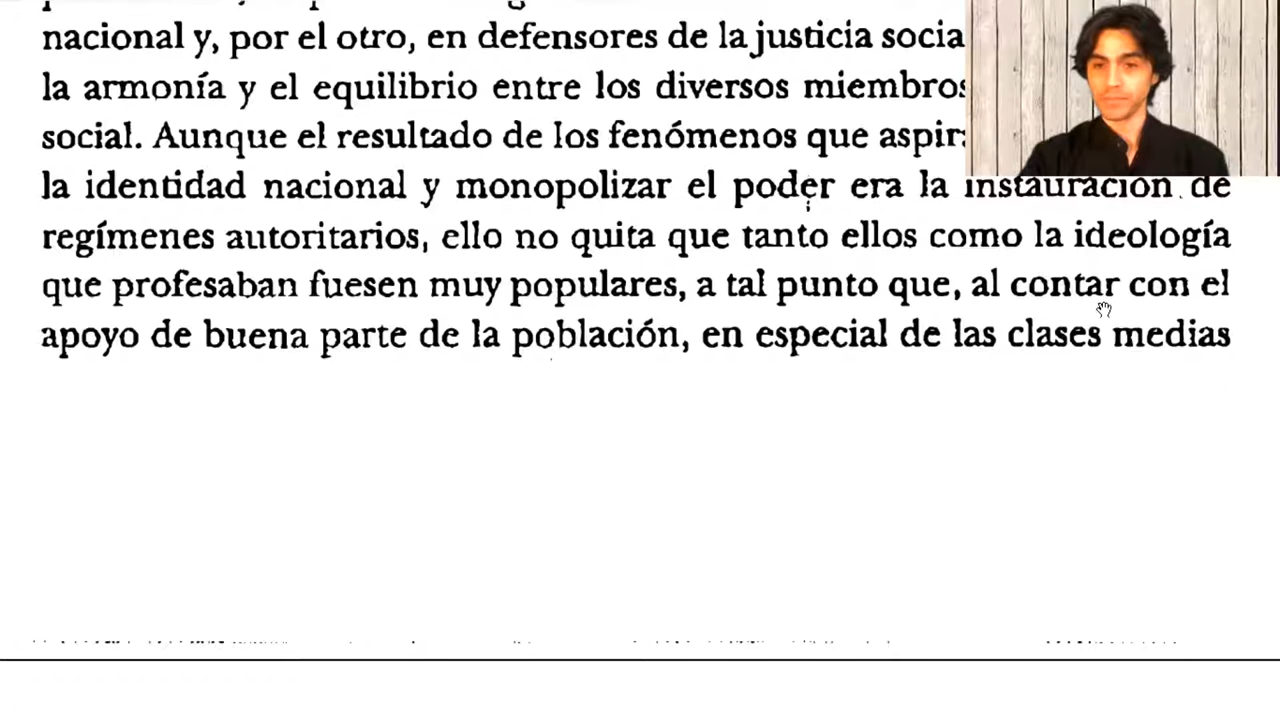 nacional y, por el otro, en defensores de la justicia
la armonía y el equilibrio entre los diversos
social. Aunque el resultado de los fenómenos que
la identidad nacional y monopolizar el poder era la instauración de
regímenes autoritarios, ello no quita que tanto ellos como la ideología
que profesaban fuesen muy populares, a tal punto que, al contar con el
apoyo de buena parte de la población, en especial de las clases medias